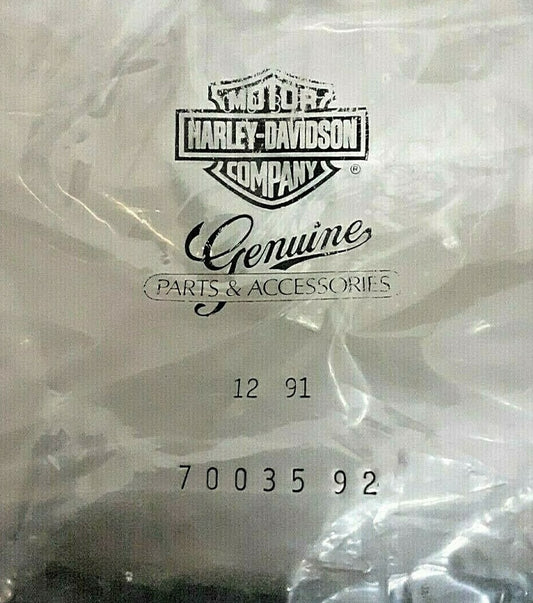 MOTOR
HARLEY-DAVIDSON
COMPANY ®
Genuine
PARTS & ACCESSORIES
12 91
70035 92